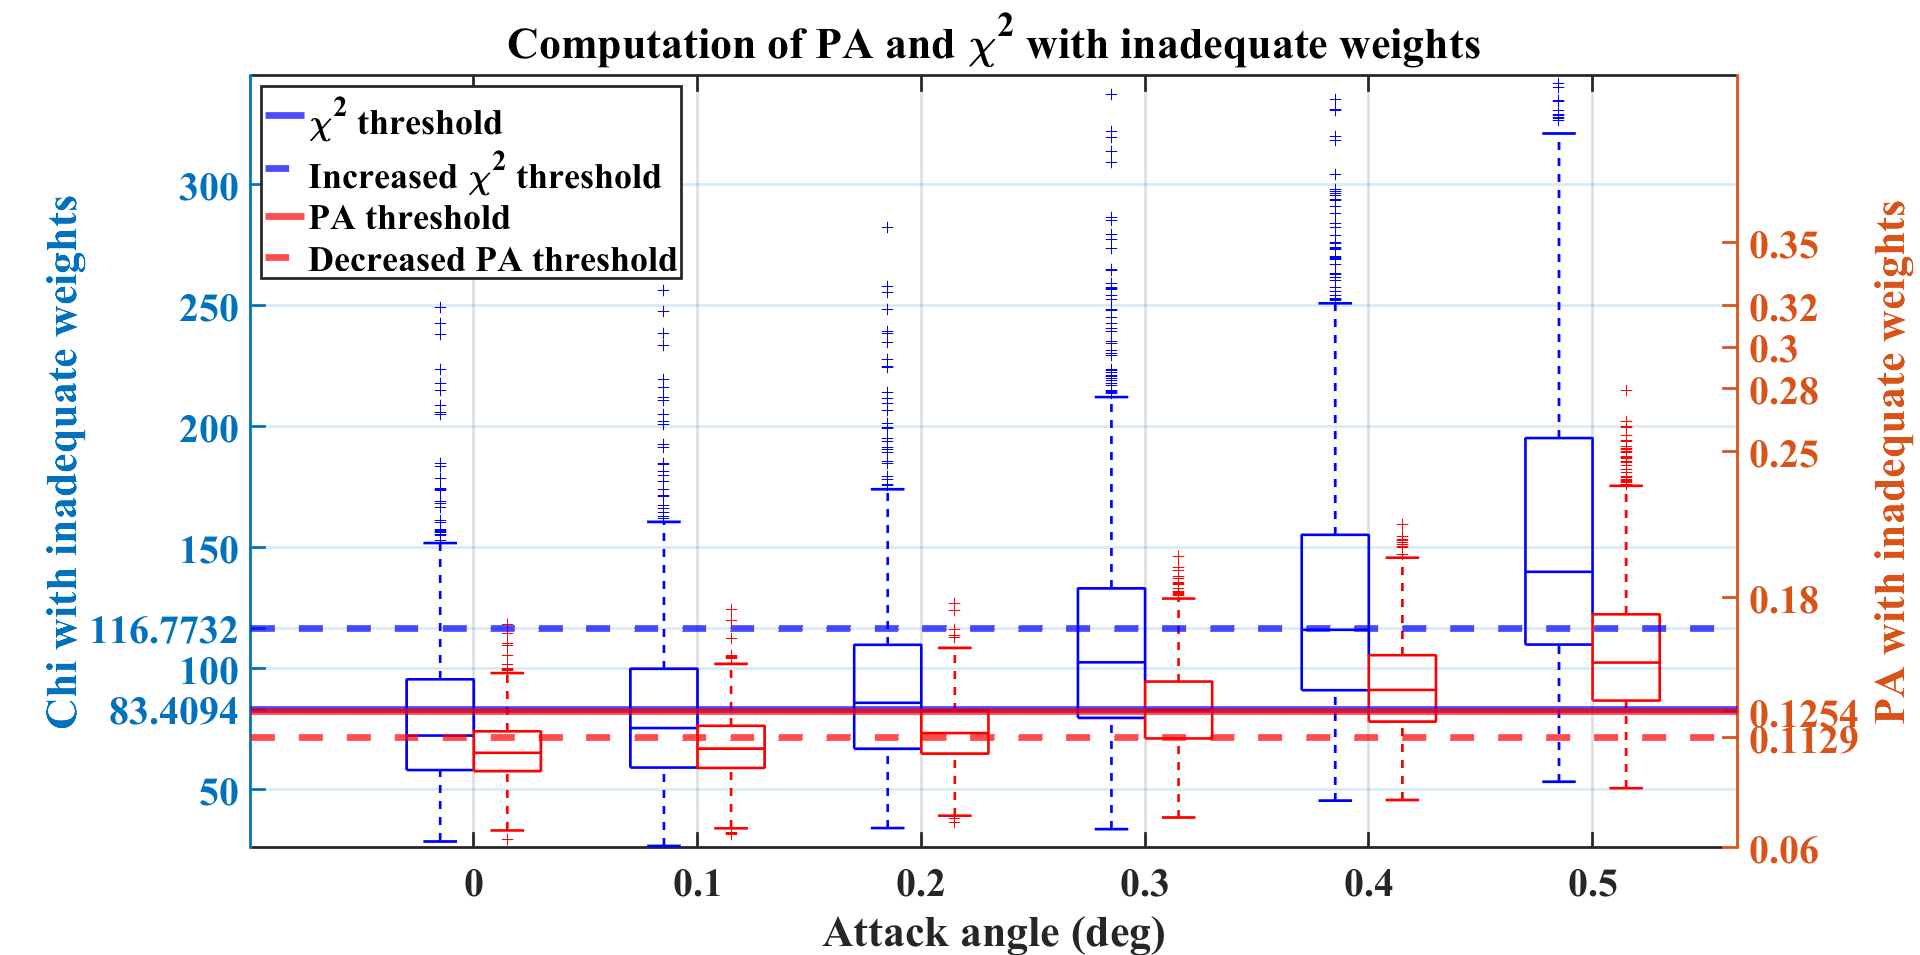 Computation of PA and χ² with inadequate weights
χ² threshold
Increased χ² threshold
PA threshold
Decreased PA threshold
Chi with inadequate weights
300
250
200
150
116.7732
100
83.4094
50
0.35
0.32
0.3
0.28
0.25
0.18
0.1254
0.1129
0.06
PA with inadequate weights
0 0.1 0.2 0.3 0.4 0.5
Attack angle (deg)